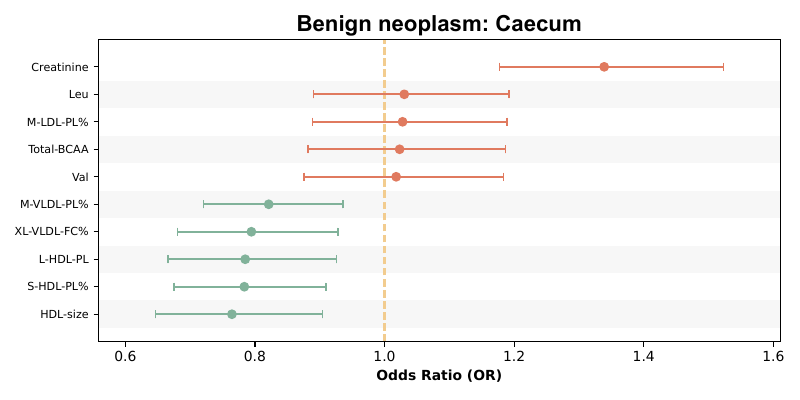 Benign neoplasm: Caecum
Creatinine
Leu
M-LDL-PL%
Total-BCAA
Val
M-VLDL-PL%
XL-VLDL-FC%
L-HDL-PL
S-HDL-PL%
HDL-size
0.6 0.8 1.0 1.2 1.4 1.6
Odds Ratio (OR)